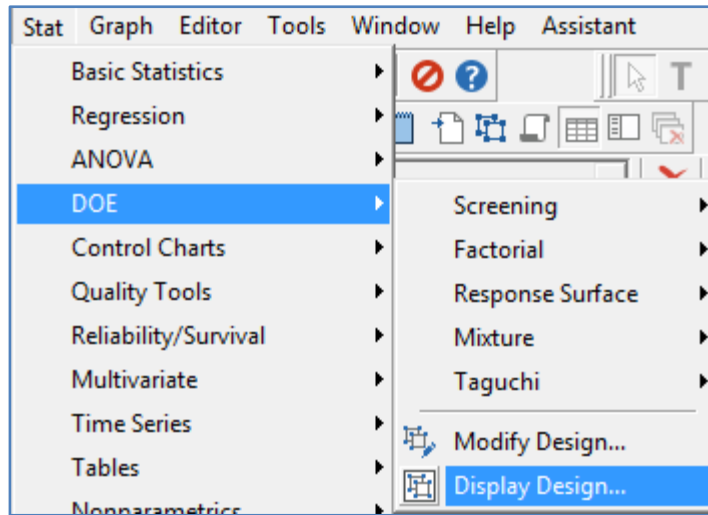 Stat Graph Editor Tools Window Help Assistant
Basic Statistics
Regression
T
ANOVA
DOE
Screening
Control Charts
Factorial
Quality Tools
Response Surface
Reliability/Survival
Mixture
Multivariate
Taguchi
Time Series
Modify Design...
Tables
Display Design...
Nonparametrics